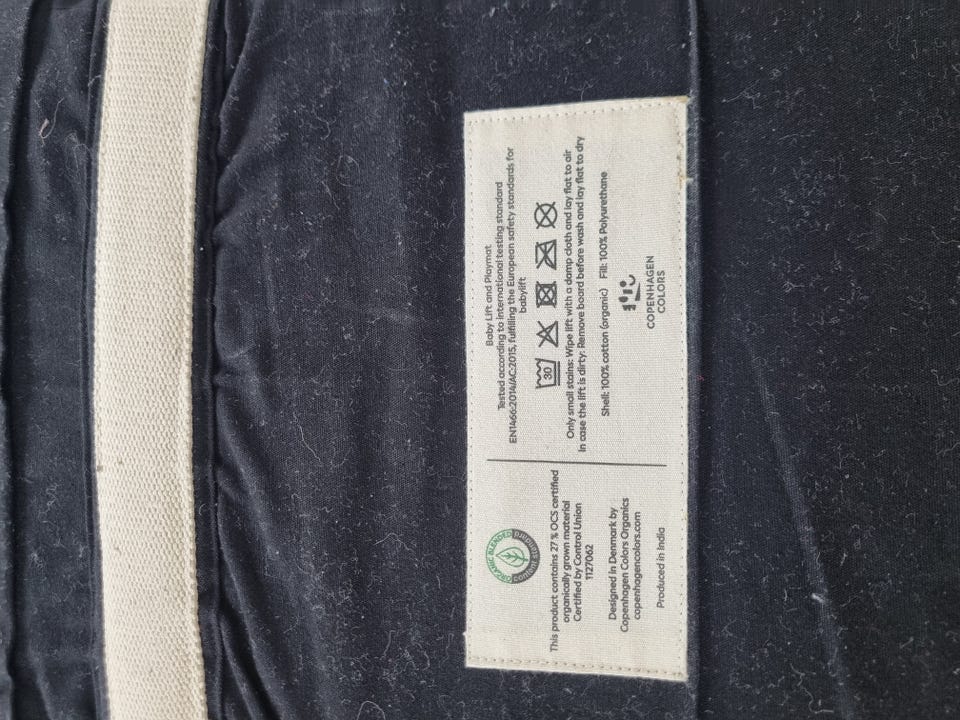 ORGANIC BLENDED
content standard
This product contains 27 % OCS certified
organically grown material
Certified by Control Union
1127062
Designed in Denmark by
Copenhagen Colors Organics
copenhagencolors.com
Produced in India
Baby Lift and Playmat
Tested according to international testing standard
EN1466:2014/AC:2015, fulfilling the European safety standards for
babylift
30
Only small stains: Wipe lift with a damp cloth and lay flat to air
In case the lift is dirty: Remove board before wash and lay flat to dry
Shell: 100% cotton (organic) Fill: 100% Polyurethane
COPENHAGEN
COLORS